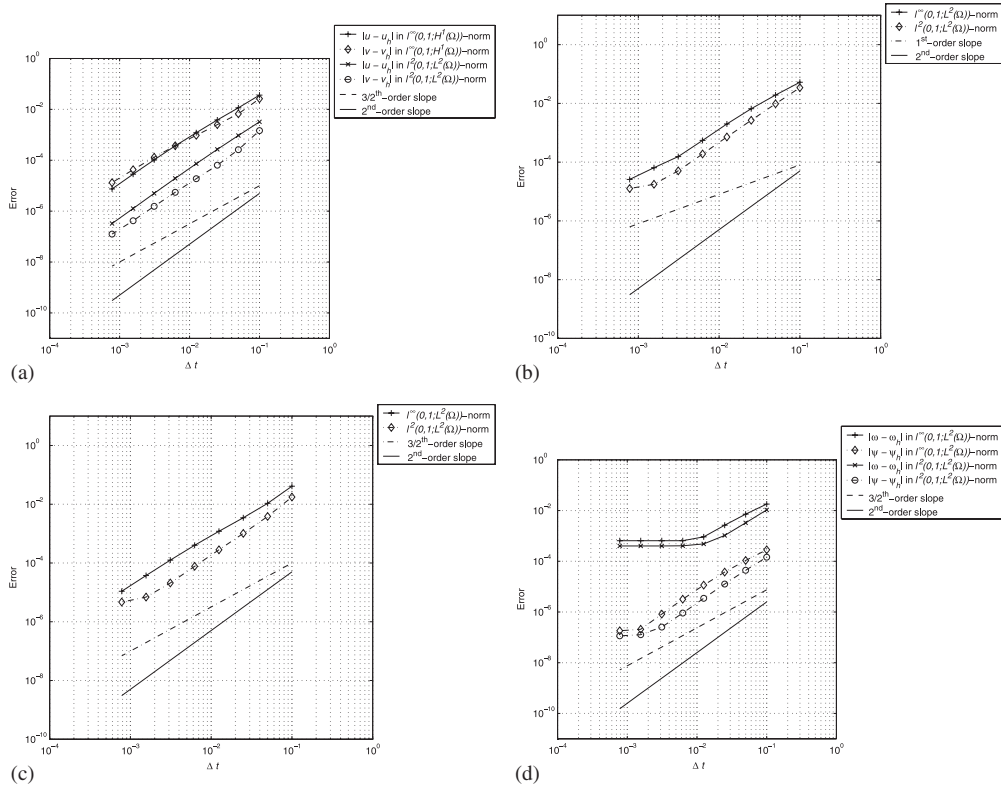 |u − u_h| in l^∞(0,1;H^1(Ω))−norm
|v − v_h| in l^∞(0,1;H^1(Ω))−norm
|u − u_h| in l^2(0,1;L^2(Ω))−norm
|v − v_h| in l^2(0,1;L^2(Ω))−norm
3/2^th−order slope
2^nd−order slope
10^0
10^−2
10^−4
10^−6
10^−8
10^−10
Error
10^−4
10^−3
10^−2
10^−1
10^0
Δ t
(a)
l^∞(0,1;L^2(Ω))−norm
l^2(0,1;L^2(Ω))−norm
1^st−order slope
2^nd−order slope
10^0
10^−2
10^−4
10^−6
10^−8
10^−10
Error
10^−4
10^−3
10^−2
10^−1
10^0
Δ t
(b)
l^∞(0,1;L^2(Ω))−norm
l^2(0,1;L^2(Ω))−norm
3/2^th−order slope
2^nd−order slope
10^0
10^−2
10^−4
10^−6
10^−8
10^−10
Error
10^−4
10^−3
10^−2
10^−1
10^0
Δ t
(c)
|ω − ω_h| in l^∞(0,1;L^2(Ω))−norm
|ψ − ψ_h| in l^∞(0,1;L^2(Ω))−norm
|ω − ω_h| in l^2(0,1;L^2(Ω))−norm
|ψ − ψ_h| in l^2(0,1;L^2(Ω))−norm
3/2^th−order slope
2^nd−order slope
10^0
10^−2
10^−4
10^−6
10^−8
10^−10
Error
10^−4
10^−3
10^−2
10^−1
10^0
Δ t
(d)